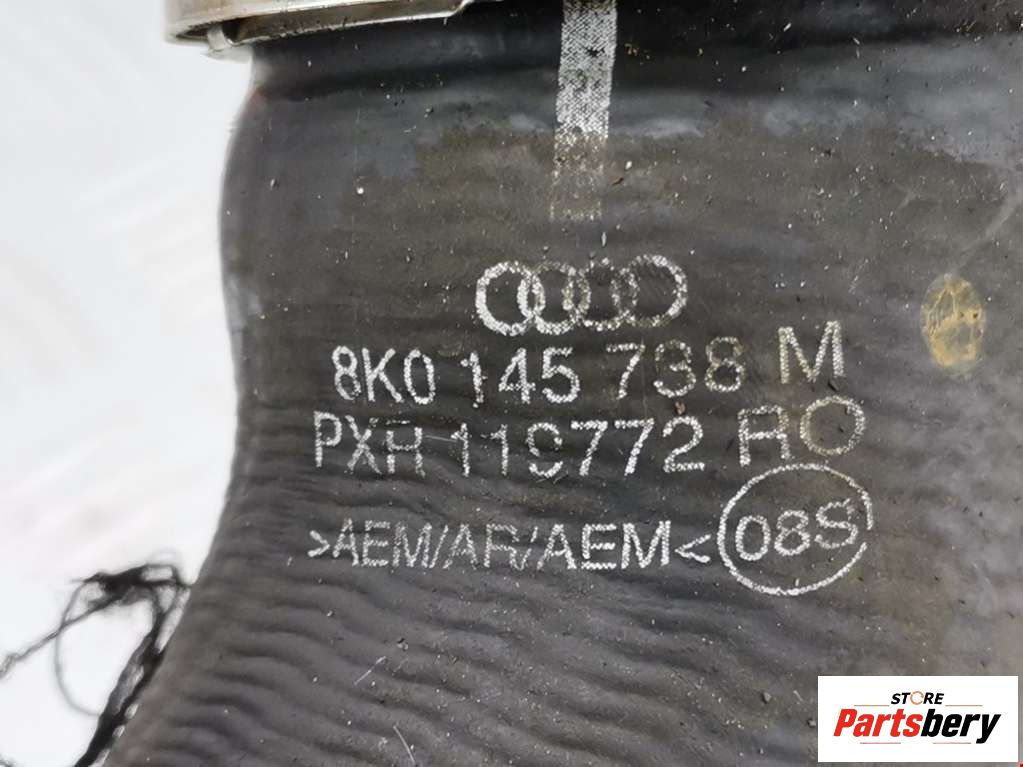 8K0 145 738 M
PXR 119772 RO
>AEM/AR/AEM< 08S
STORE
Partsbery